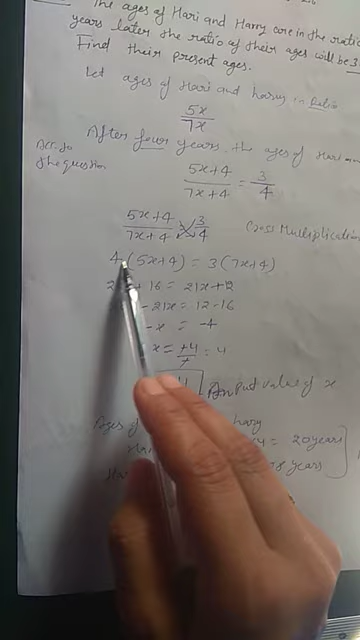 The ages of Hari and Harry are in the ratio
years later the ratio of their ages will be 3
Find their present ages.
Let ages of Hari and harry in Ratio
5x
7x
After four years, the ages of Hari
Acc. to
the question
5x+4 / 7x+4 = 3/4
5x+4 / 7x+4 3/4 Cross Multiplication
4(5x+4) = 3(7x+4)
+ 16 = 21x+12
-21x = 12-16
-x = -4
x = +4/+ = 4
put value of x
Ages of
= 20years
28 years